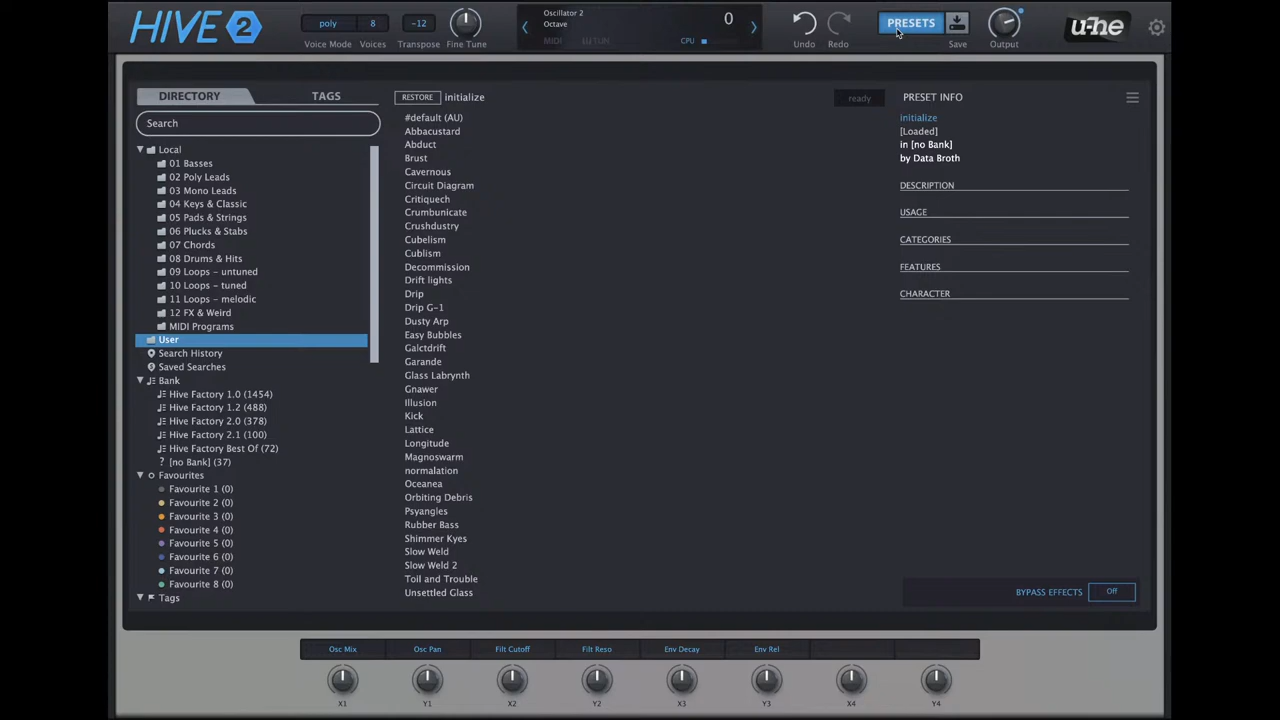 HIVE 2
poly 8 -12
Voice Mode Voices Transpose Fine Tune
Oscillator 2
Octave
0
MIDI TUN CPU
Undo Redo
PRESETS
Save
Output
u-he
DIRECTORY TAGS
Search
Local
01 Basses
02 Poly Leads
03 Mono Leads
04 Keys & Classic
05 Pads & Strings
06 Plucks & Stabs
07 Chords
08 Drums & Hits
09 Loops - untuned
10 Loops - tuned
11 Loops - melodic
12 FX & Weird
MIDI Programs
User
Search History
Saved Searches
Bank
Hive Factory 1.0 (1454)
Hive Factory 1.2 (488)
Hive Factory 2.0 (378)
Hive Factory 2.1 (100)
Hive Factory Best Of (72)
? [no Bank] (37)
Favourites
Favourite 1 (0)
Favourite 2 (0)
Favourite 3 (0)
Favourite 4 (0)
Favourite 5 (0)
Favourite 6 (0)
Favourite 7 (0)
Favourite 8 (0)
Tags
RESTORE initialize
#default (AU)
Abbacustard
Abduct
Brust
Cavernous
Circuit Diagram
Critiquech
Crumbunicate
Crushdustry
Cubelism
Cublism
Decommission
Drift lights
Drip
Drip G-1
Dusty Arp
Easy Bubbles
Galctdrift
Garande
Glass Labrynth
Gnawer
Illusion
Kick
Lattice
Longitude
Magnoswarm
normalation
Oceanea
Orbiting Debris
Psyangles
Rubber Bass
Shimmer Kyes
Slow Weld
Slow Weld 2
Toil and Trouble
Unsettled Glass
ready
PRESET INFO
initialize
[Loaded]
in [no Bank]
by Data Broth
DESCRIPTION
USAGE
CATEGORIES
FEATURES
CHARACTER
BYPASS EFFECTS Off
Osc Mix Osc Pan Filt Cutoff Filt Reso Env Decay Env Rel
X1 Y1 X2 Y2 X3 Y3 X4 Y4